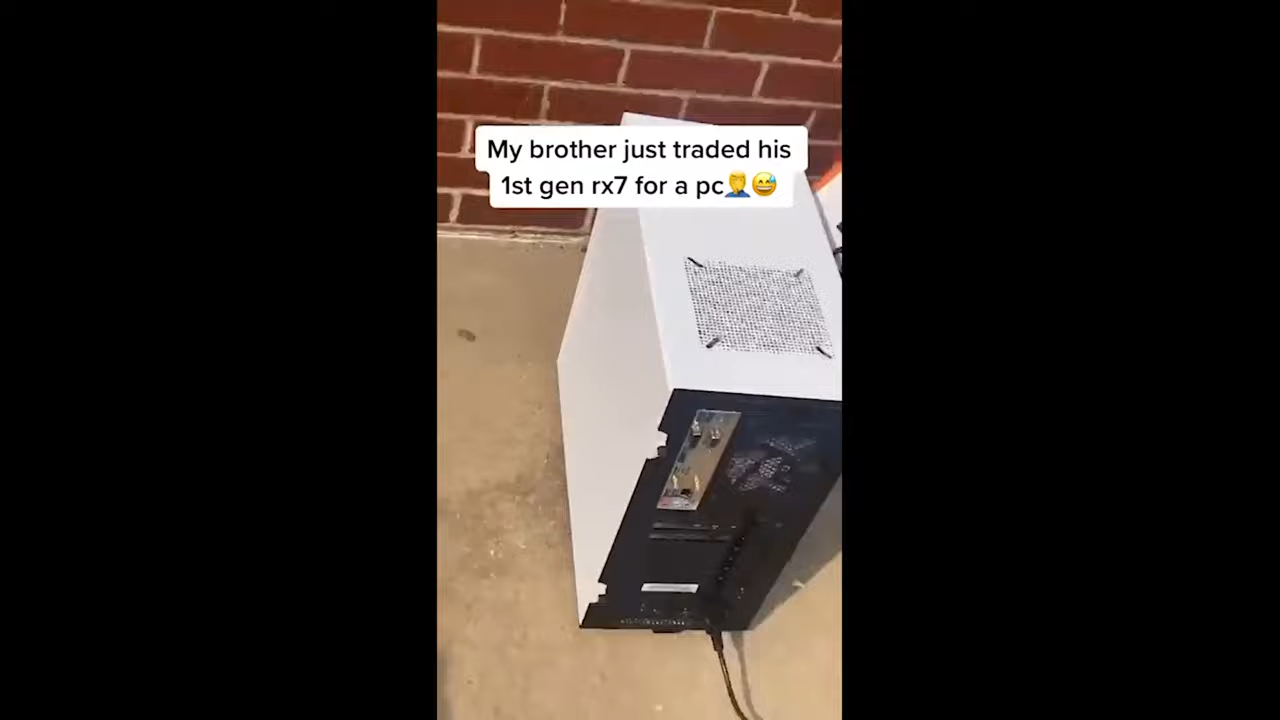 My brother just traded his
1st gen rx7 for a pc🤦‍♂️😅